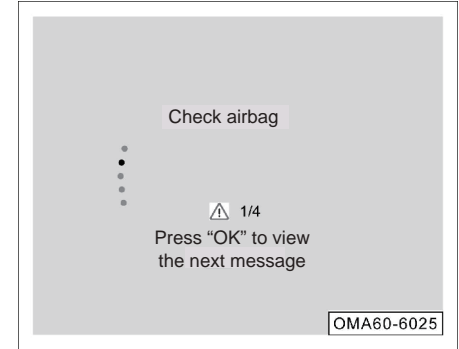 Check airbag
1/4
Press “OK” to view
the next message
OMA60-6025